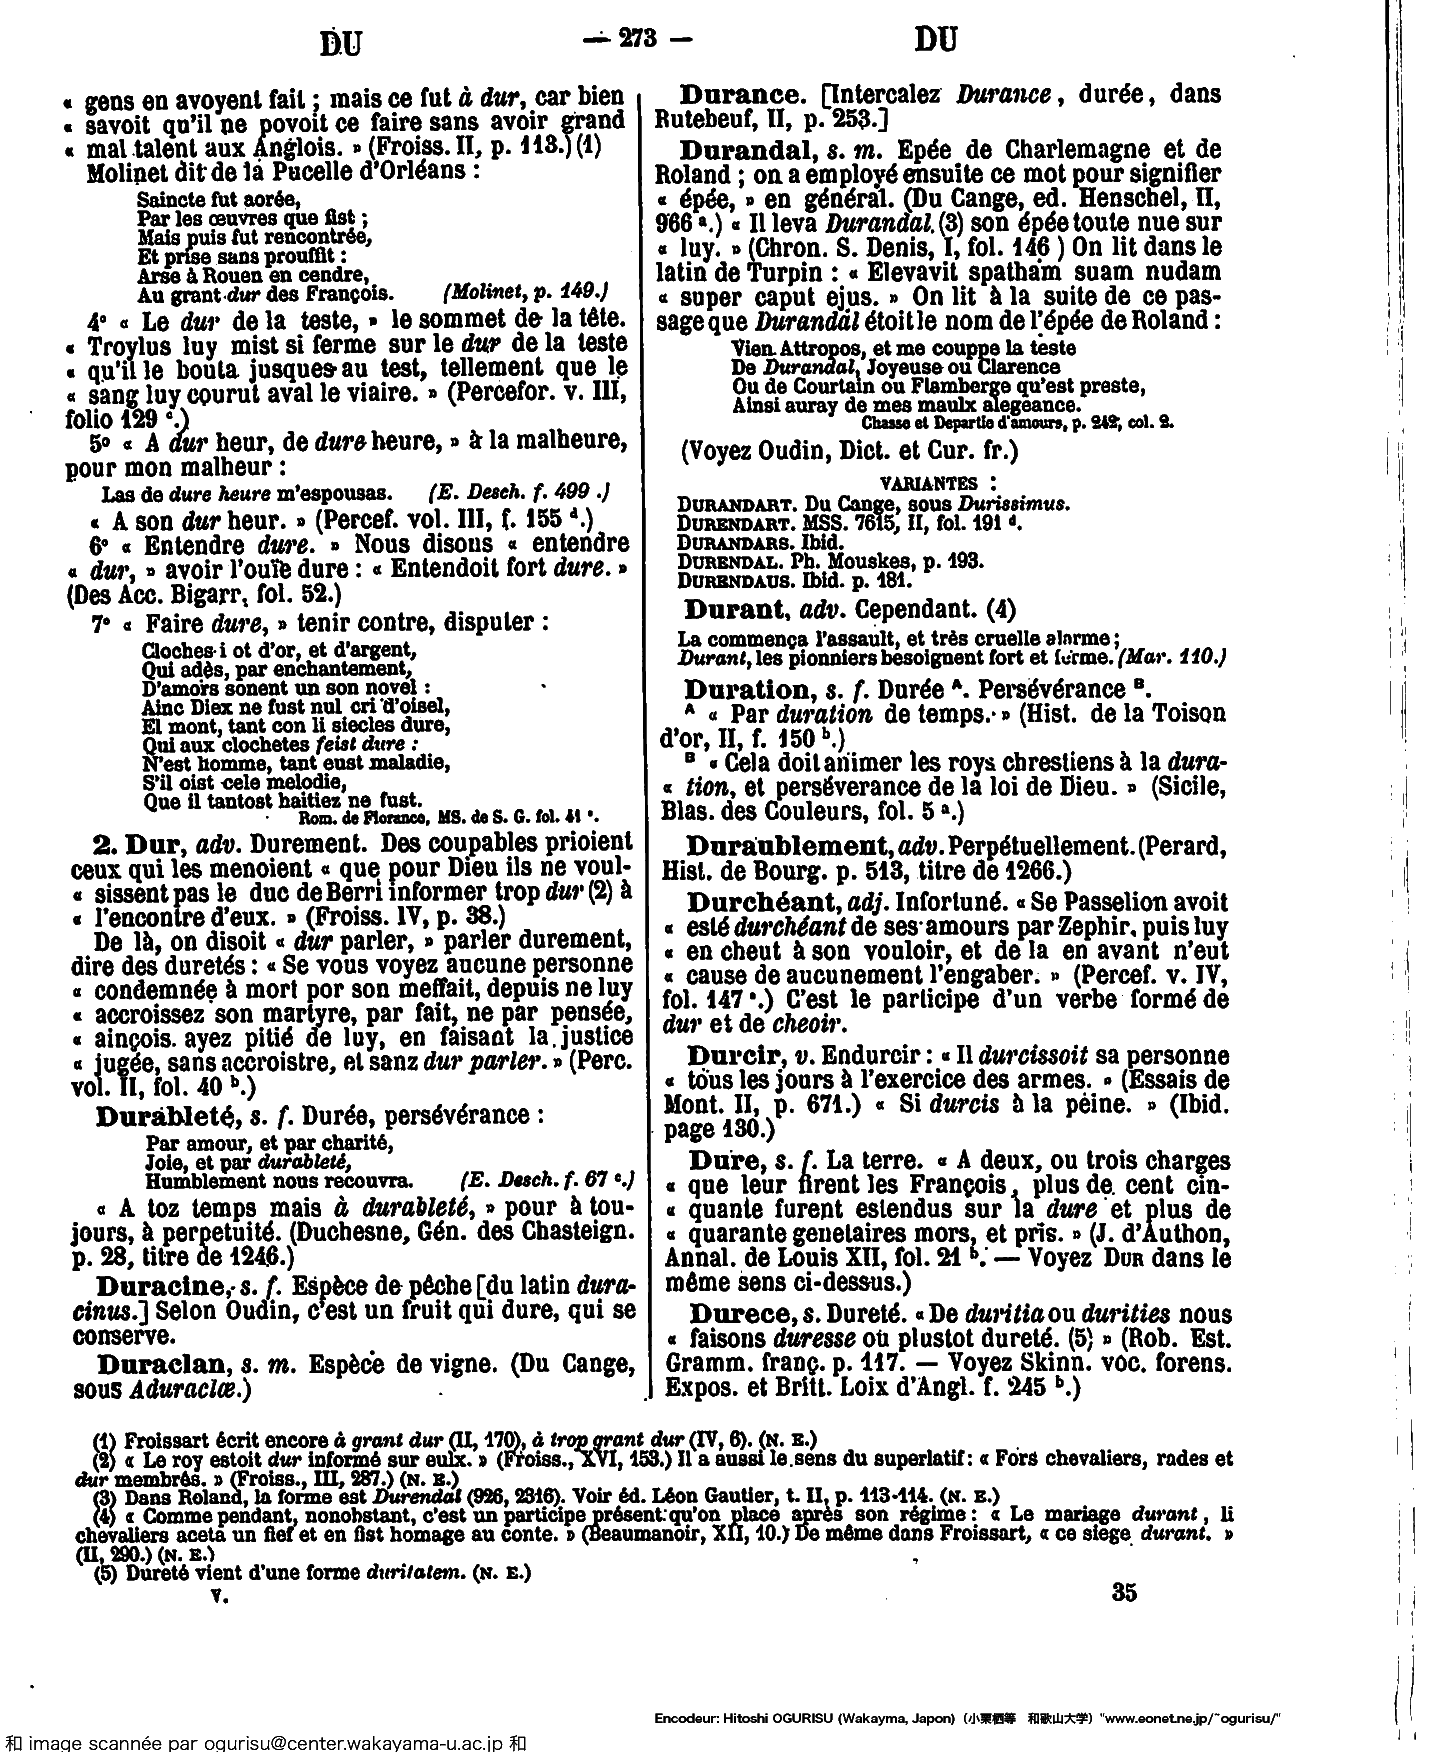 DU — 273 — DU
« gens en avoyent fait ; mais ce fut à dur, car bien
« savoit qu'il ne povoit ce faire sans avoir grand
« mal talent aux Anglois. » (Froiss. II, p. 113.) (1)
Molinet dit de la Pucelle d'Orléans :
Saincte fut aorée,
Par les œuvres que fist ;
Mais puis fut rencontrée,
Et prise sans prouffit :
Arse à Rouen en cendre,
Au grant dur des François. (Molinet, p. 149.)
4° « Le dur de la teste, » le sommet de la tête.
« Troylus luy mist si ferme sur le dur de la teste
« qu'il le bouta jusques au test, tellement que le
« sang luy courut aval le viaire. » (Percefor. v. III,
folio 129 c.)
5° « A dur heur, de dure heure, » à la malheure,
pour mon malheur :
Las de dure heure m'espousas. (E. Desch. f. 499 .)
« A son dur heur. » (Percef. vol. III, f. 155 d.)
6° « Entendre dure. » Nous disons « entendre
« dur, » avoir l'ouïe dure : « Entendoit fort dure. »
(Des Acc. Bigarr. fol. 52.)
7° « Faire dure, » tenir contre, disputer :
Cloches i ot d'or, et d'argent,
Qui adès, par enchantement,
D'amors sonent un son novel :
Ainc Diex ne fust nul cri d'oisel,
El mont, tant con li siecles dure,
Qui aux clochetes feist dure :
N'est homme, tant eust maladie,
S'il oist cele melodie,
Que il tantost haitiez ne fust.
Rom. de Florance, MS. de S. G. fol. 41 .
2. Dur, adv. Durement. Des coupables prioient
ceux qui les menoient « que pour Dieu ils ne voul-
« sissent pas le duc de Berri informer trop dur (2) à
« l'encontre d'eux. » (Froiss. IV, p. 38.)
De là, on disoit « dur parler, » parler durement,
dire des duretés : « Se vous voyez aucune personne
« condemnée à mort por son meffait, depuis ne luy
« accroissez son martyre, par fait, ne par pensée,
« ainçois ayez pitié de luy, en faisant la justice
« jugée, sans accroistre, et sanz dur parler. » (Perc.
vol. II, fol. 40 b.)
Durableté, s. f. Durée, persévérance :
Par amour, et par charité,
Joie, et par durableté,
Humblement nous recouvra. (E. Desch. f. 67 c.)
« A toz temps mais à durableté, » pour à tou-
jours, à perpetuité. (Duchesne, Gén. des Chasteign.
p. 28, titre de 1246.)
Duracine, s. f. Espèce de pêche [du latin dura-
cinus.] Selon Oudin, c'est un fruit qui dure, qui se
conserve.
Duraclan, s. m. Espèce de vigne. (Du Cange,
sous Aduraclæ.)
Durance. [Intercalez Durance, durée, dans
Rutebeuf, II, p. 253.]
Durandal, s. m. Epée de Charlemagne et de
Roland ; on a employé ensuite ce mot pour signifier
« épée, » en général. (Du Cange, ed. Henschel, II,
966 a.) « Il leva Durandal (3) son épée toute nue sur
« luy. » (Chron. S. Denis, I, fol. 146 ) On lit dans le
latin de Turpin : « Elevavit spatham suam nudam
« super caput ejus. » On lit à la suite de ce pas-
sage que Durandal étoit le nom de l'épée de Roland :
Vien Attropos, et me couppe la teste
De Durandal, Joyeuse ou Clarence
Ou de Courtain ou Flamberge qu'est preste,
Ainsi auray de mes maulx alegeance.
Chasse et Departie d'amours, p. 242, col. 2.
(Voyez Oudin, Dict. et Cur. fr.)
VARIANTES :
DURANDART. Du Cange, sous Durissimus.
DURENDART. MSS. 7615, II, fol. 191 d.
DURANDARS. Ibid.
DURENDAL. Ph. Mouskes, p. 193.
DURENDAUS. Ibid. p. 181.
Durant, adv. Cependant. (4)
La commença l'assault, et très cruelle alarme ;
Durant, les pionniers besoignent fort et ferme. (Mar. 110.)
Duration, s. f. Durée A. Persévérance B.
A « Par duration de temps. » (Hist. de la Toison
d'or, II, f. 150 b.)
B « Cela doit animer les roys chrestiens à la dura-
« tion, et perséverance de la loi de Dieu. » (Sicile,
Blas. des Couleurs, fol. 5 a.)
Duraublement, adv. Perpétuellement. (Perard,
Hist. de Bourg. p. 513, titre de 1266.)
Durchéant, adj. Infortuné. « Se Passelion avoit
« esté durchéant de ses amours par Zephir, puis luy
« en cheut à son vouloir, et de la en avant n'eut
« cause de aucunement l'engaber. » (Percef. v. IV,
fol. 147 .) C'est le participe d'un verbe formé de
dur et de cheoir.
Durcir, v. Endurcir : « Il durcissoit sa personne
« tous les jours à l'exercice des armes. » (Essais de
Mont. II, p. 671.) « Si durcis à la peine. » (Ibid.
page 130.)
Dure, s. f. La terre. « A deux, ou trois charges
« que leur firent les François, plus de cent cin-
« quante furent estendus sur la dure et plus de
« quarante genetaires mors, et pris. » (J. d'Authon,
Annal. de Louis XII, fol. 21 b. — Voyez DUR dans le
même sens ci-dessus.)
Durece, s. Dureté. « De duritia ou durities nous
« faisons duresse ou plustot dureté. (5) » (Rob. Est.
Gramm. franç. p. 117. — Voyez Skinn. voc. forens.
Expos. et Britt. Loix d'Angl. f. 245 b.)
(1) Froissart écrit encore à grant dur (II, 170), à trop grant dur (IV, 6). (N. E.)
(2) « Le roy estoit dur informé sur eulx. » (Froiss., XVI, 153.) Il a aussi le sens du superlatif : « Fors chevaliers, rades et
dur membrés. » (Froiss., III, 287.) (N. E.)
(3) Dans Roland, la forme est Durendal (926, 2316). Voir éd. Léon Gautier, t. II, p. 113-114. (N. E.)
(4) « Comme pendant, nonobstant, c'est un participe présent qu'on place après son régime : « Le mariage durant, li
chevaliers aceta un fief et en fist homage au conte. » (Beaumanoir, XII, 10.) De même dans Froissart, « ce siege durant. »
(II, 290.) (N. E.)
(5) Dureté vient d'une forme duritatem. (N. E.)
V. 35
Encodeur: Hitoshi OGURISU (Wakayma, Japon) (小栗栖等 和歌山大学) "www.eonet.ne.jp/~ogurisu/"
和 image scannée par ogurisu@center.wakayama-u.ac.jp 和